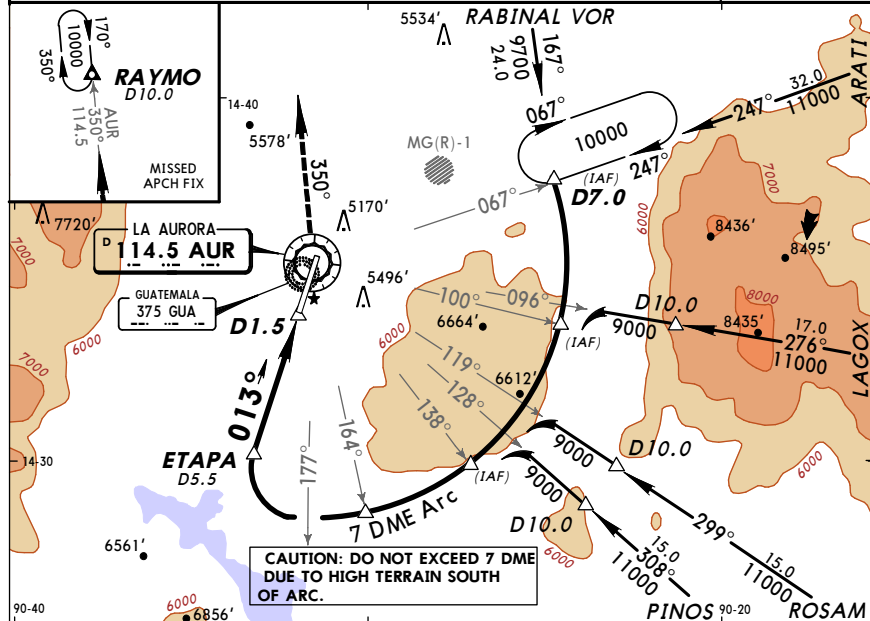 170°
10000
350°
RAYMO
D10.0
AUR
350°
114.5
MISSED
APCH FIX
5534'
RABINAL VOR
167°
9700
24.0
067°
10000
32.0
247°
11000
ARATI
247°
(IAF)
D7.0
067°
14-40
5578'
350°
MG(R)-1
7000
6000
7720'
7000
LA AURORA
D 114.5 AUR
5170'
8436'
8495'
GUATEMALA
375 GUA
5496'
6000
D1.5
100°
096°
6664'
6000
(IAF)
D10.0
9000
8000
8435'
17.0
276°
11000
LAGOX
119°
128°
138°
6612'
013°
164°
177°
14-30
ETAPA
D5.5
(IAF)
9000
D10.0
9000
D10.0
6000
7 DME Arc
299°
15.0
11000
ROSAM
15.0
308°
11000
PINOS
6000
CAUTION: DO NOT EXCEED 7 DME
DUE TO HIGH TERRAIN SOUTH
OF ARC.
6561'
6000
6856'
90-40
90-20